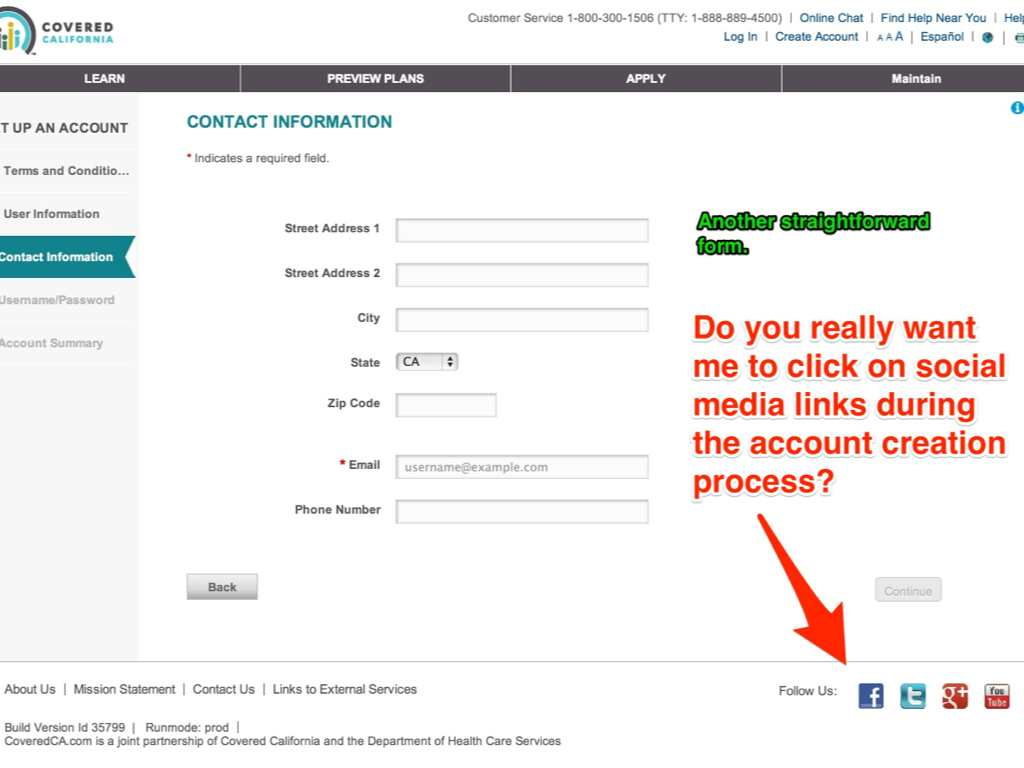 COVERED
CALIFORNIA
Customer Service 1-800-300-1506 (TTY: 1-888-889-4500) | Online Chat | Find Help Near You | Help
Log In | Create Account | A A A | Español |
LEARN PREVIEW PLANS APPLY Maintain
T UP AN ACCOUNT
Terms and Conditio...
User Information
Contact Information
Username/Password
Account Summary
CONTACT INFORMATION
* Indicates a required field.
Street Address 1
Street Address 2
City
State CA
Zip Code
* Email username@example.com
Phone Number
Back
Continue
Another straightforward
form.
Do you really want
me to click on social
media links during
the account creation
process?
About Us | Mission Statement | Contact Us | Links to External Services
Follow Us: f t g+ You Tube
Build Version Id 35799 | Runmode: prod |
CoveredCA.com is a joint partnership of Covered California and the Department of Health Care Services